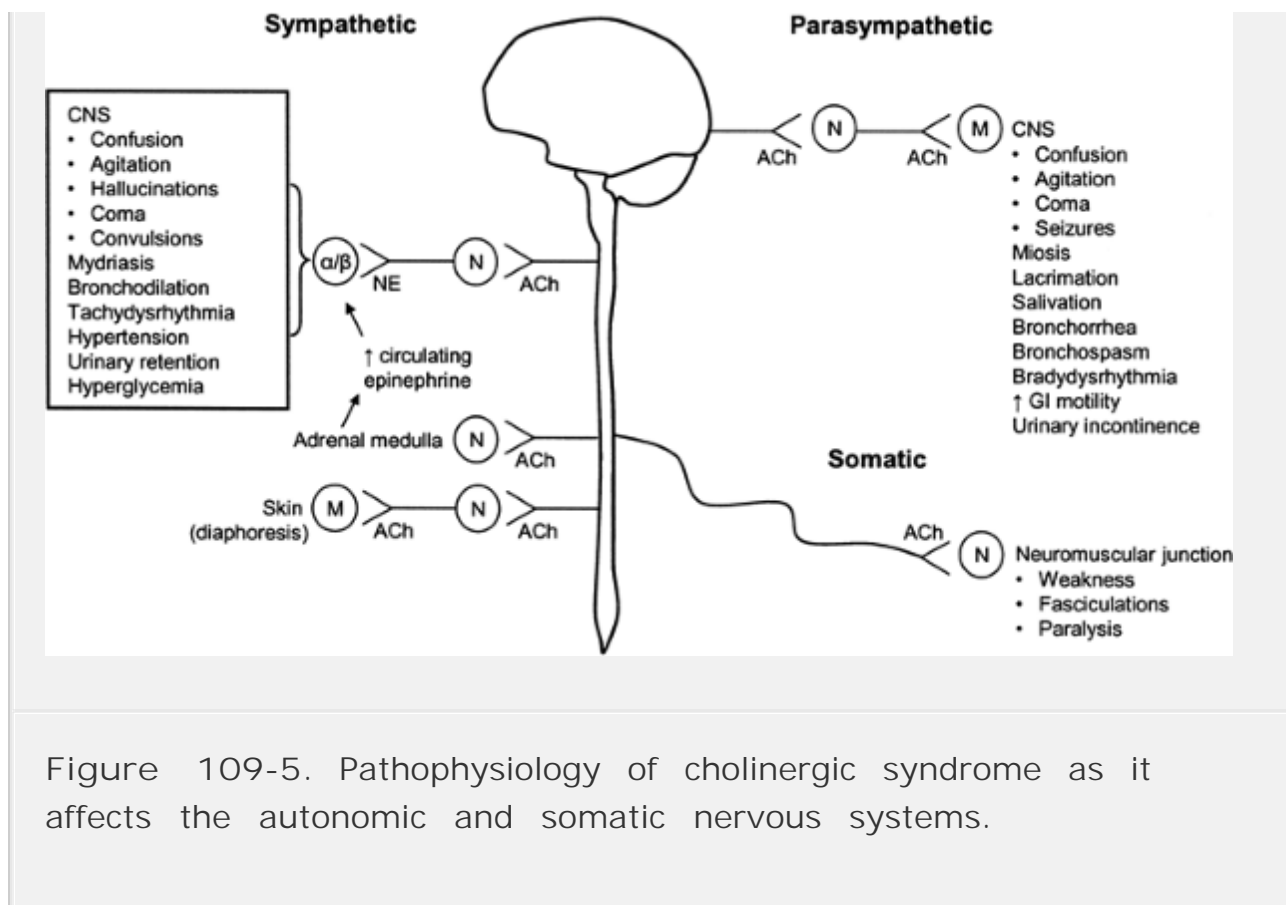 Sympathetic
Parasympathetic
CNS
• Confusion
• Agitation
• Hallucinations
• Coma
• Convulsions
Mydriasis
Bronchodilation
Tachydysrhythmia
Hypertension
Urinary retention
Hyperglycemia
α/β
NE
N
ACh
↑ circulating
epinephrine
Adrenal medulla
N
ACh
Skin
(diaphoresis)
M
ACh
N
ACh
ACh
N
ACh
M
CNS
• Confusion
• Agitation
• Coma
• Seizures
Miosis
Lacrimation
Salivation
Bronchorrhea
Bronchospasm
Bradydysrhythmia
↑ GI motility
Urinary incontinence
Somatic
ACh
N
Neuromuscular junction
• Weakness
• Fasciculations
• Paralysis
Figure 109-5. Pathophysiology of cholinergic syndrome as it
affects the autonomic and somatic nervous systems.